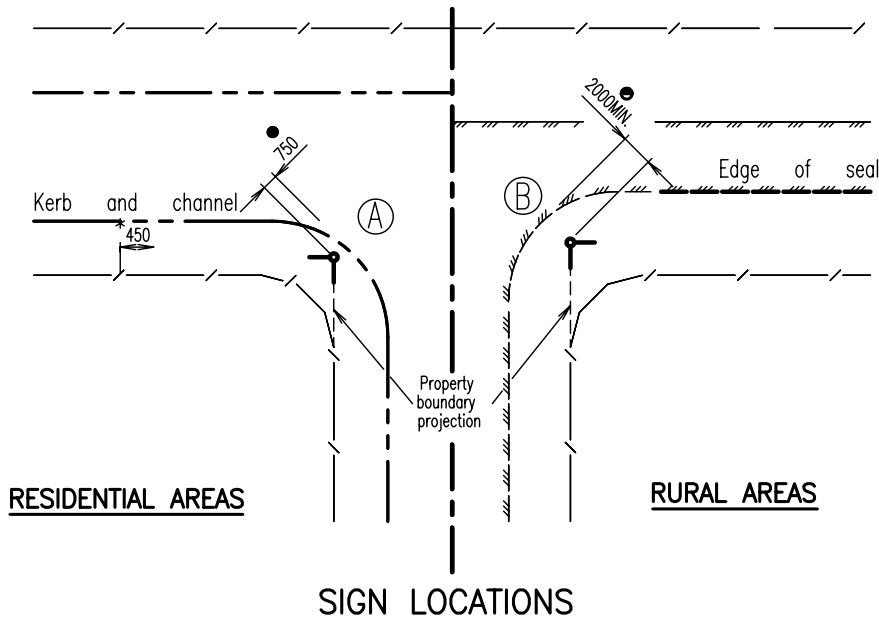 2000MIN.
750
Edge of seal
Kerb and channel
A
B
450
Property
boundary
projection
RESIDENTIAL AREAS
RURAL AREAS
SIGN LOCATIONS